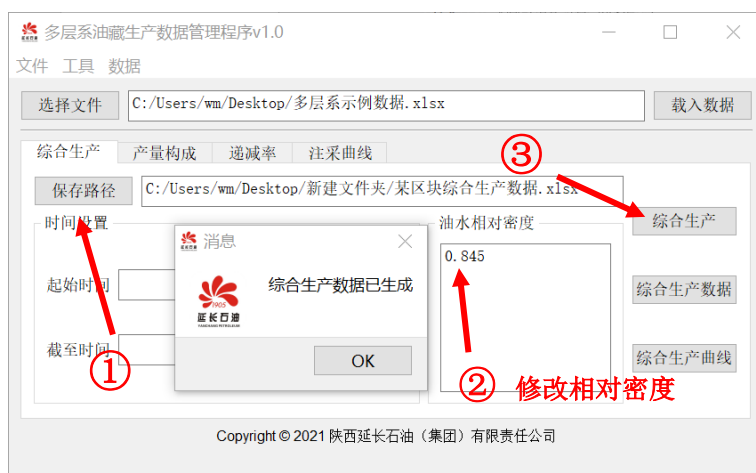 多层系油藏生产数据管理程序v1.0
文件 工具 数据
选择文件 C:/Users/wm/Desktop/多层系示例数据.xlsx 载入数据
综合生产 产量构成 递减率 注采曲线
③
保存路径 C:/Users/wm/Desktop/新建文件夹/某区块综合生产数据.xlsx
时间设置
油水相对密度
综合生产
消息
0.845
起始时间
综合生产数据已生成
综合生产数据
1905
延长石油
YANCHANG PETROLEUM
截至时间
①
OK
综合生产曲线
② 修改相对密度
Copyright © 2021 陕西延长石油（集团）有限责任公司